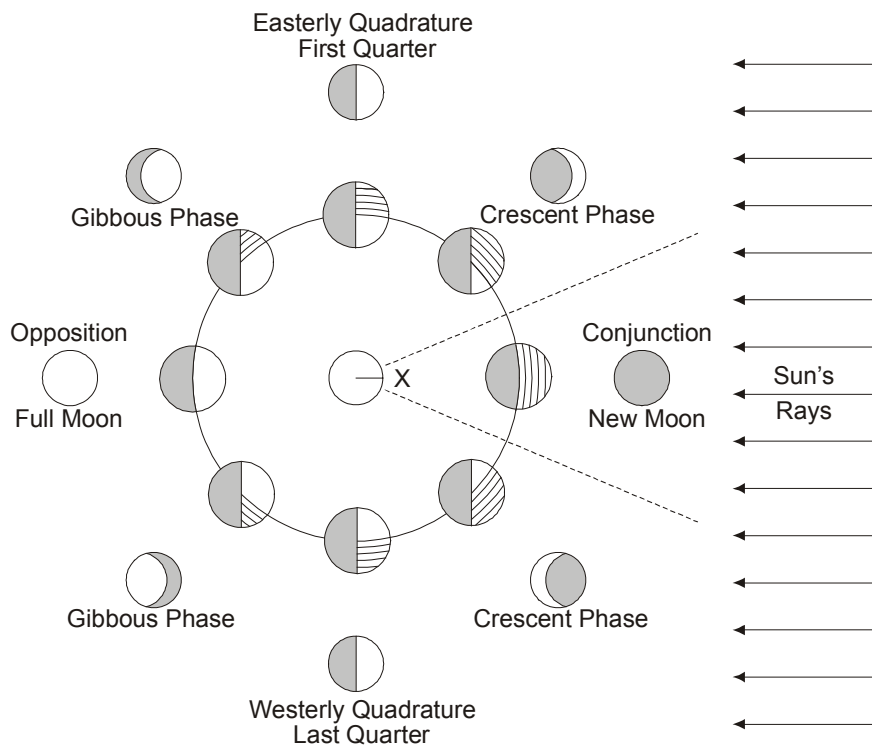 Easterly Quadrature
First Quarter
Gibbous Phase
Crescent Phase
Opposition
Full Moon
X
Conjunction
New Moon
Sun's
Rays
Gibbous Phase
Crescent Phase
Westerly Quadrature
Last Quarter